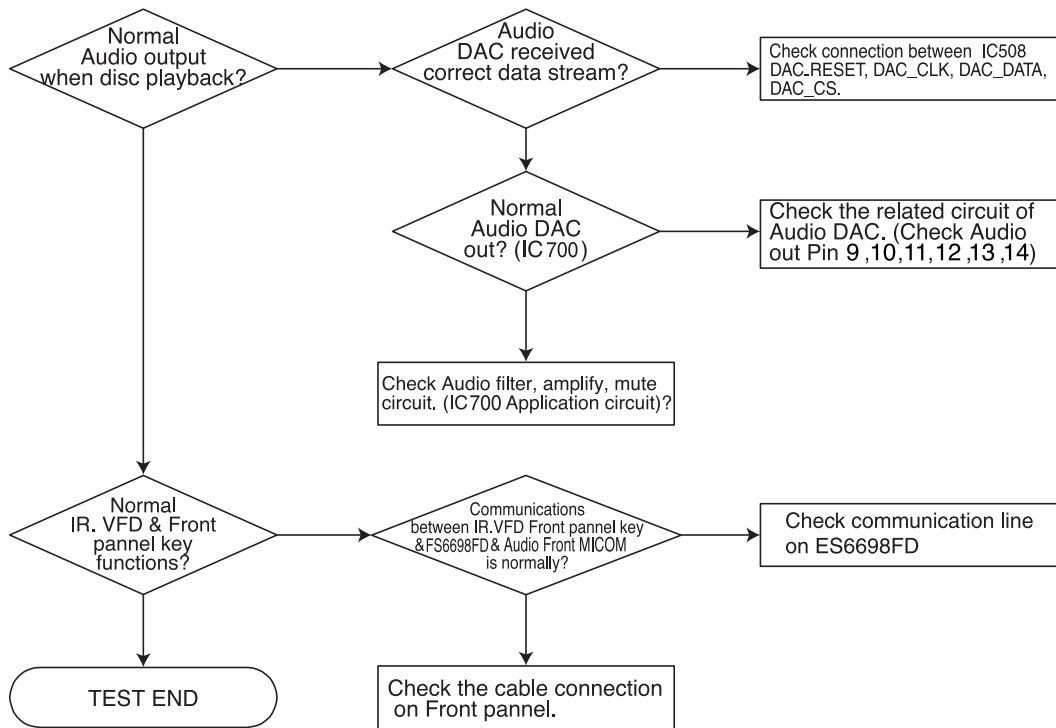 Normal
Audio output
when disc playback?
Audio
DAC received
correct data stream?
Check connection between IC508
DAC.RESET, DAC_CLK, DAC_DATA,
DAC_CS.
Normal
Audio DAC
out? (IC700)
Check the related circuit of
Audio DAC. (Check Audio
out Pin 9 ,10,11,12,13 ,14)
Check Audio filter, amplify, mute
circuit. (IC700 Application circuit)?
Normal
IR. VFD & Front
pannel key
functions?
Communications
between IR.VFD Front pannel key
&FS6698FD& Audio Front MICOM
is normally?
Check communication line
on ES6698FD
TEST END
Check the cable connection
on Front pannel.